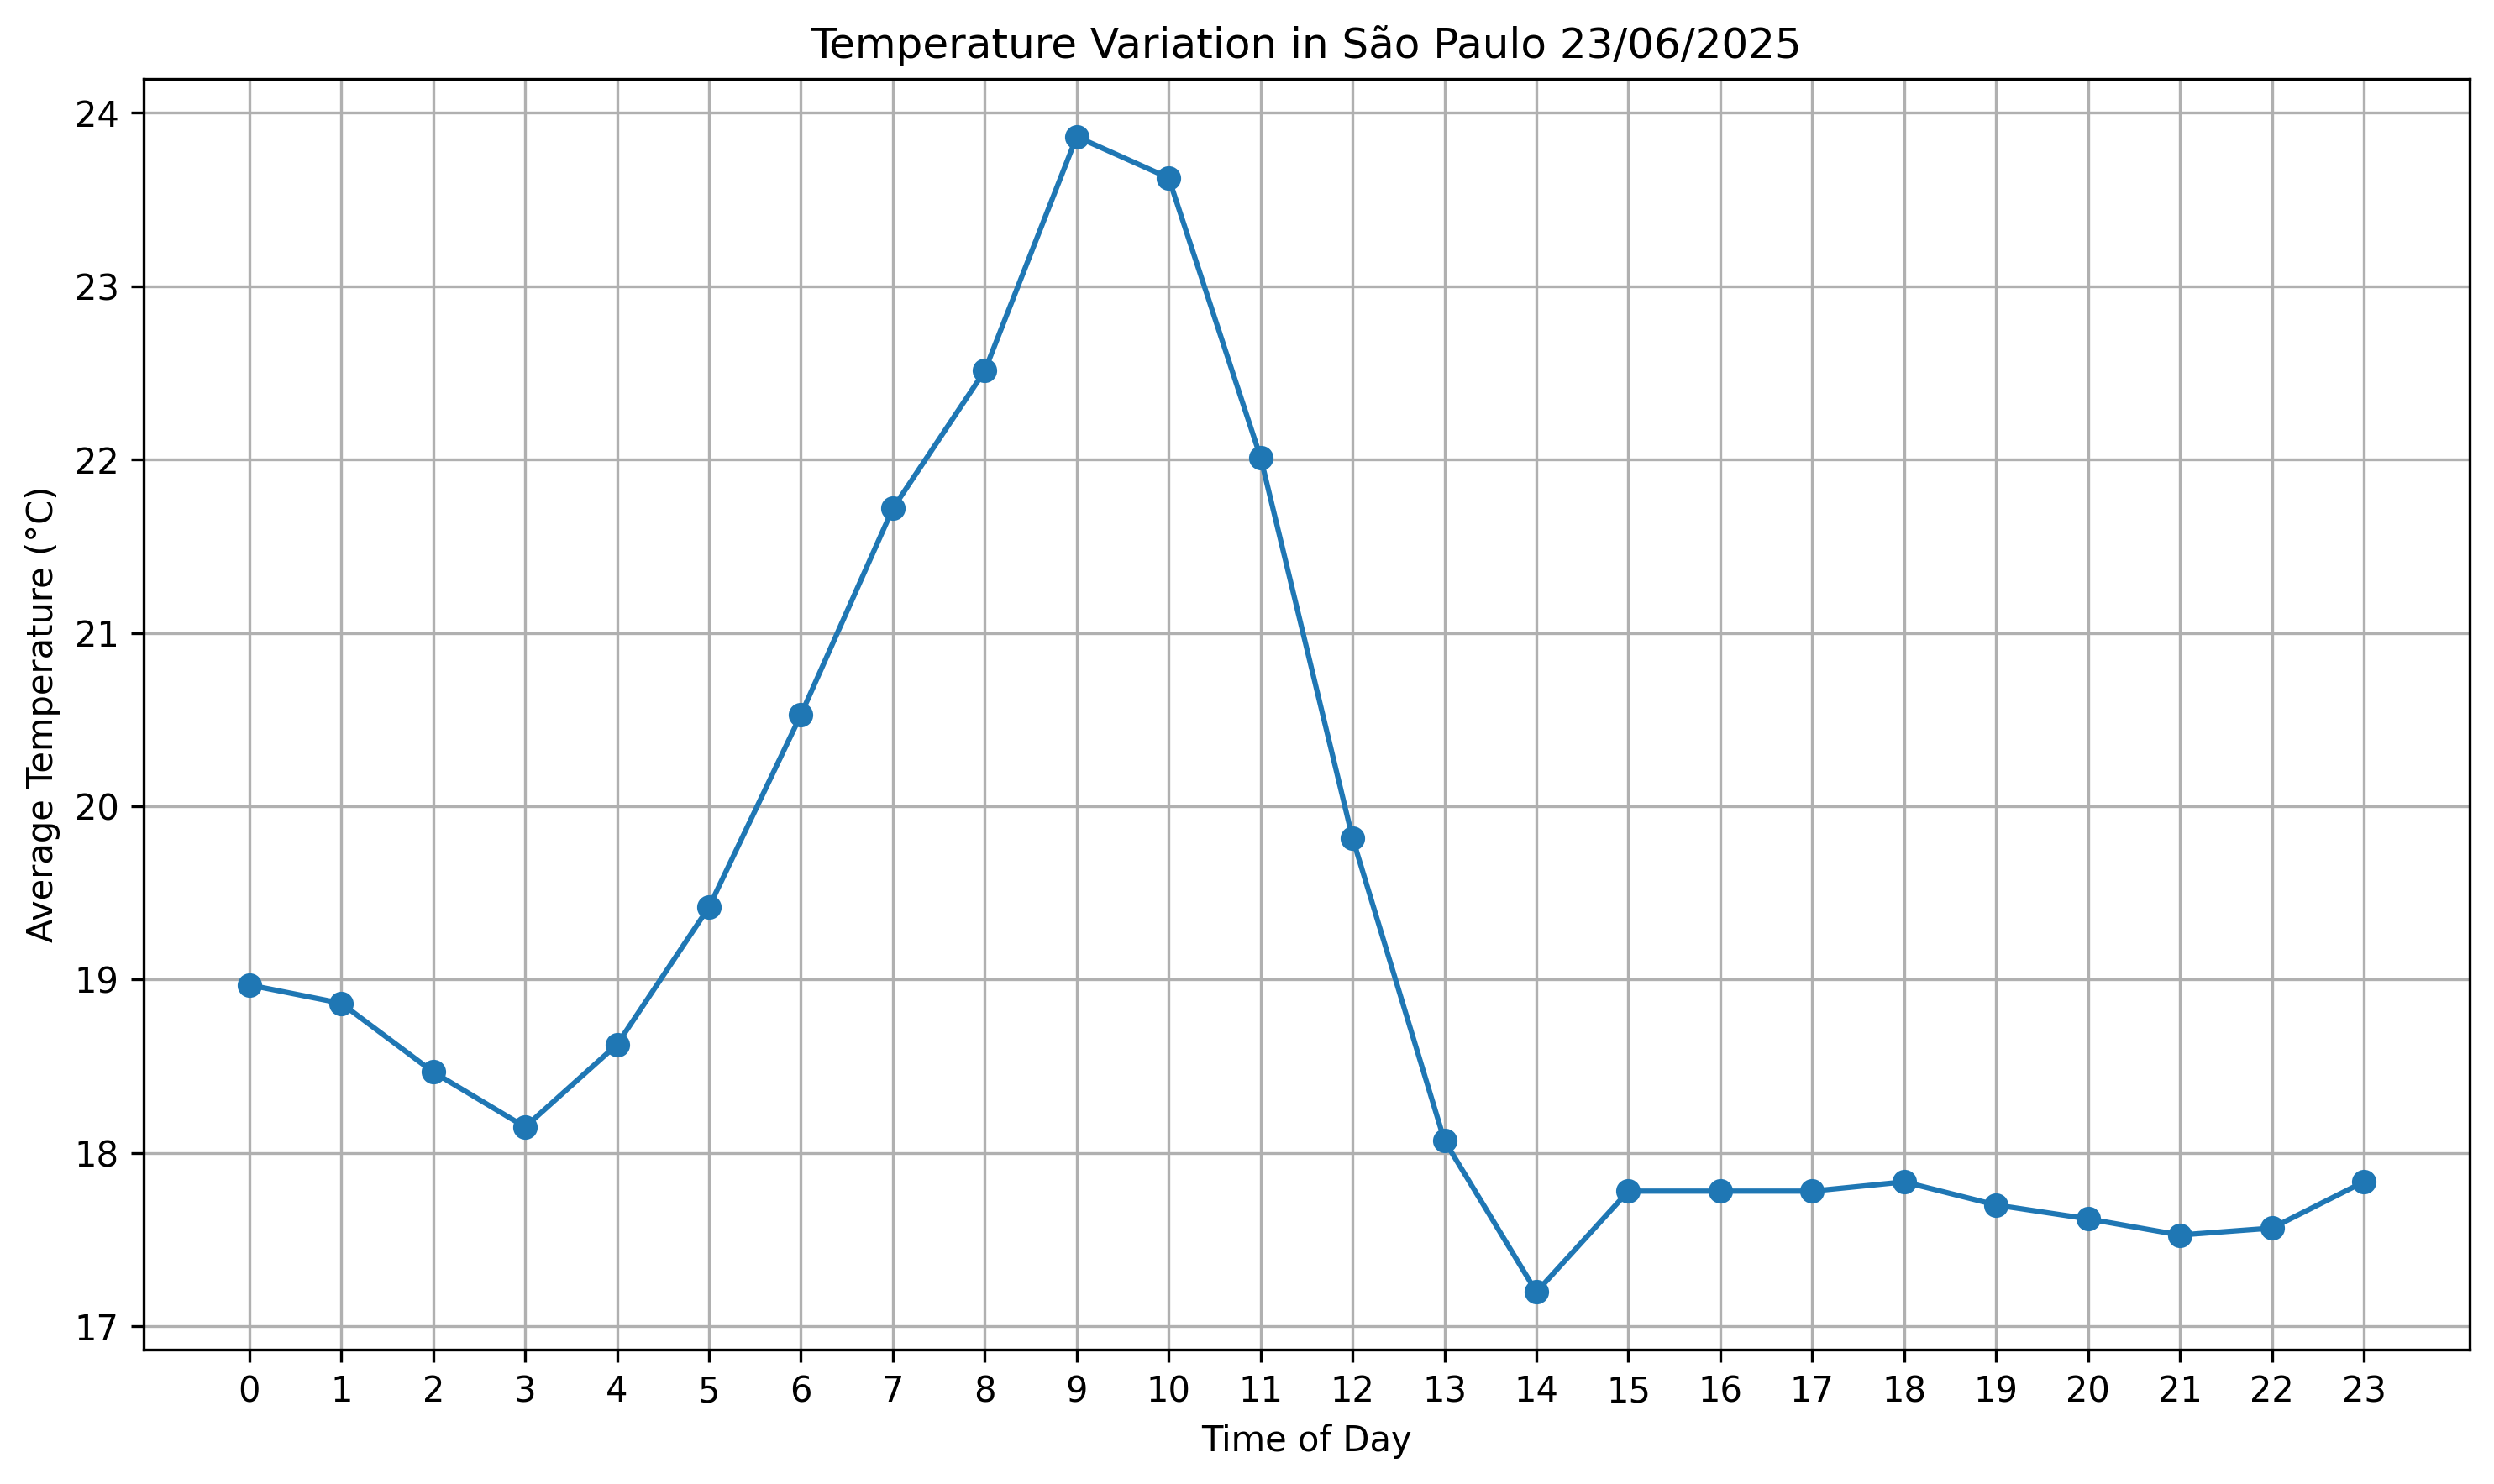 Temperature Variation in São Paulo 23/06/2025
24
23
22
21
20
19
18
17
Average Temperature (°C)
0 1 2 3 4 5 6 7 8 9 10 11 12 13 14 15 16 17 18 19 20 21 22 23
Time of Day